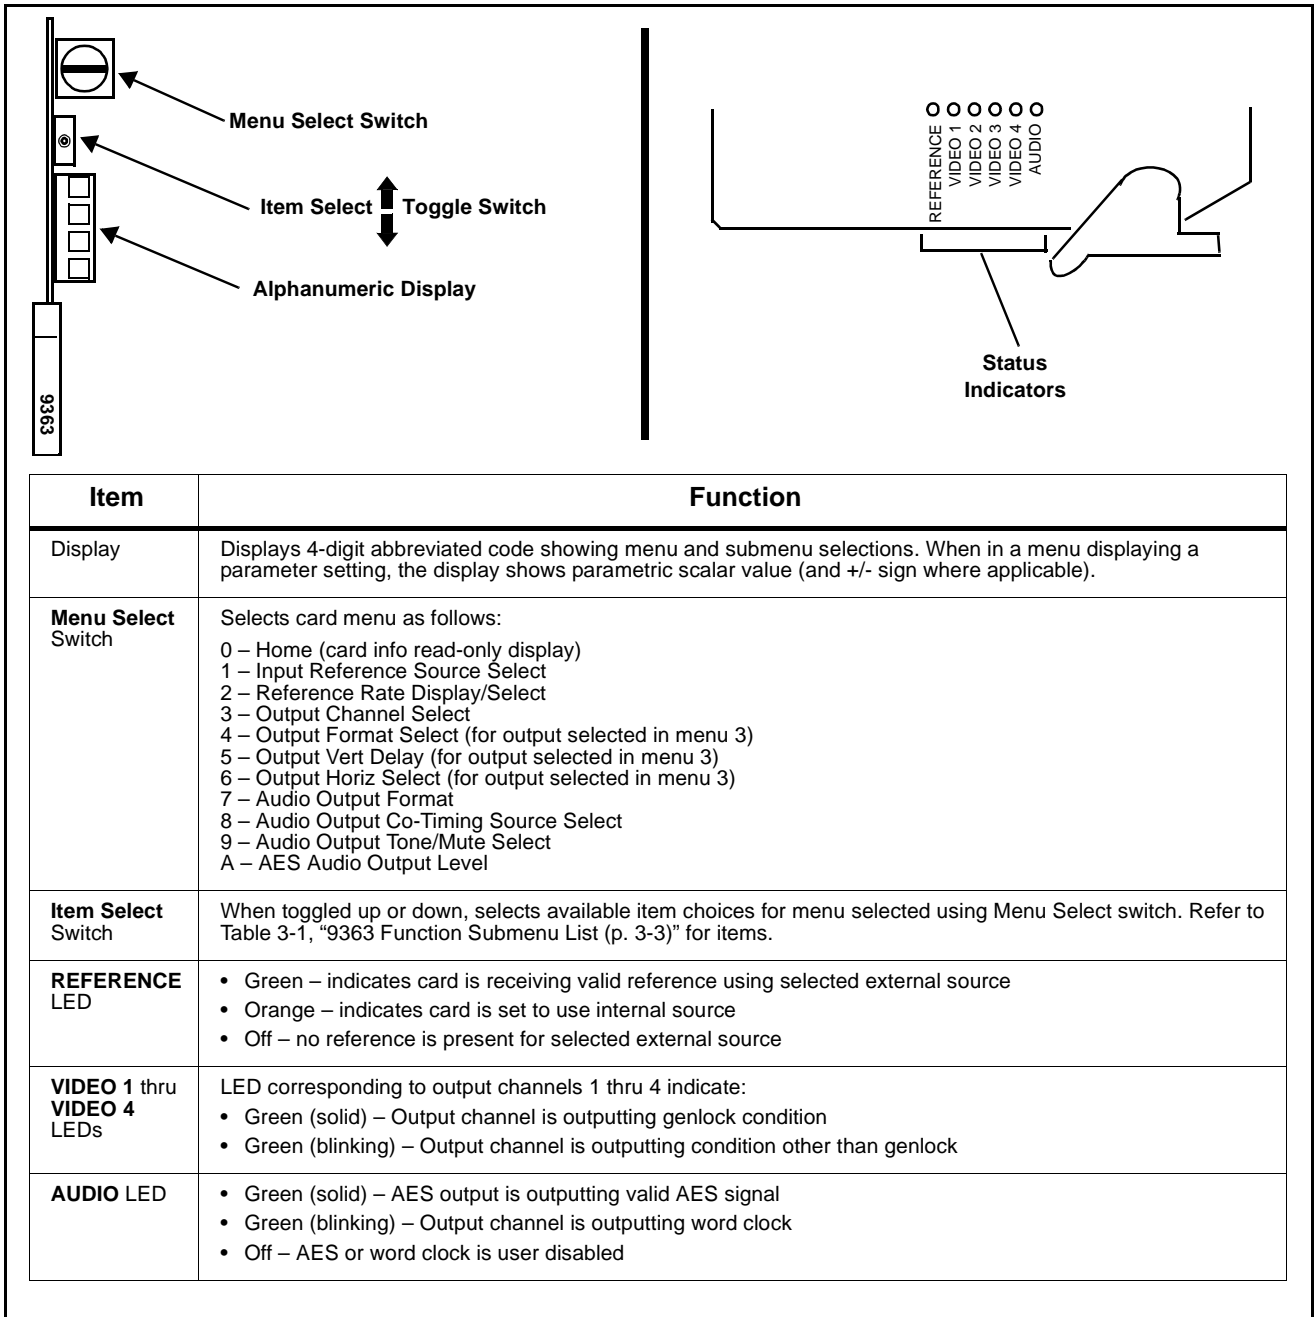 Menu Select Switch
Item Select Toggle Switch
Alphanumeric Display
9363
REFERENCE
VIDEO 1
VIDEO 2
VIDEO 3
VIDEO 4
AUDIO
Status
Indicators
Item Function
Display
Displays 4-digit abbreviated code showing menu and submenu selections. When in a menu displaying a
parameter setting, the display shows parametric scalar value (and +/- sign where applicable).
Menu Select
Switch
Selects card menu as follows:
0 – Home (card info read-only display)
1 – Input Reference Source Select
2 – Reference Rate Display/Select
3 – Output Channel Select
4 – Output Format Select (for output selected in menu 3)
5 – Output Vert Delay (for output selected in menu 3)
6 – Output Horiz Select (for output selected in menu 3)
7 – Audio Output Format
8 – Audio Output Co-Timing Source Select
9 – Audio Output Tone/Mute Select
A – AES Audio Output Level
Item Select
Switch
When toggled up or down, selects available item choices for menu selected using Menu Select switch. Refer to
Table 3-1, “9363 Function Submenu List (p. 3-3)” for items.
REFERENCE
LED
• Green – indicates card is receiving valid reference using selected external source
• Orange – indicates card is set to use internal source
• Off – no reference is present for selected external source
VIDEO 1 thru
VIDEO 4
LEDs
LED corresponding to output channels 1 thru 4 indicate:
• Green (solid) – Output channel is outputting genlock condition
• Green (blinking) – Output channel is outputting condition other than genlock
AUDIO LED
• Green (solid) – AES output is outputting valid AES signal
• Green (blinking) – Output channel is outputting word clock
• Off – AES or word clock is user disabled